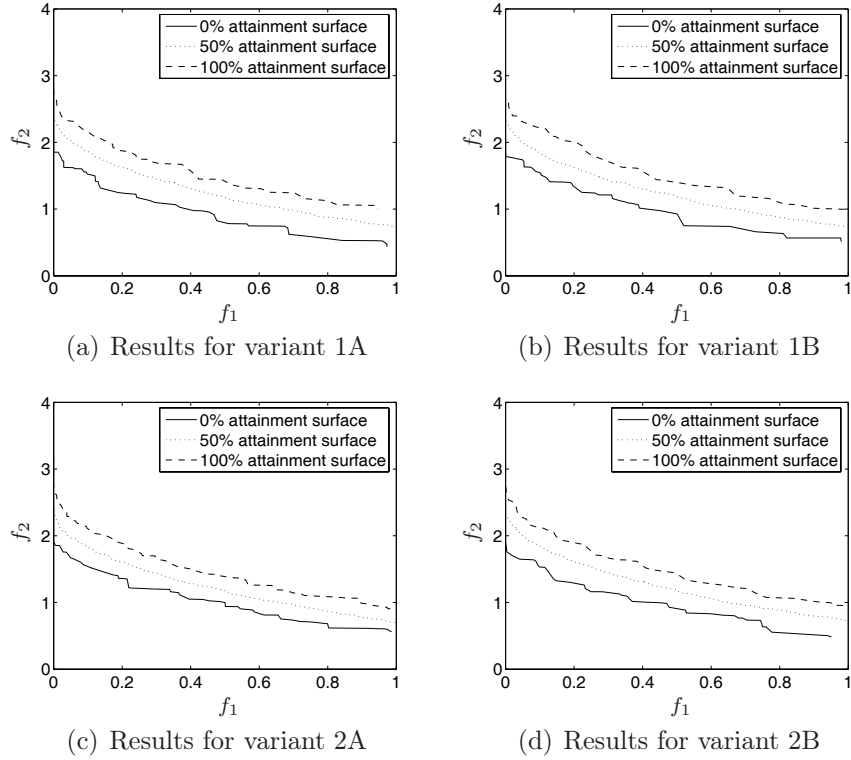 4
3
2
1
0
f2
0% attainment surface
50% attainment surface
100% attainment surface
0 0.2 0.4 0.6 0.8 1
f1
(a) Results for variant 1A
4
3
2
1
0
f2
0% attainment surface
50% attainment surface
100% attainment surface
0 0.2 0.4 0.6 0.8 1
f1
(b) Results for variant 1B
4
3
2
1
0
f2
0% attainment surface
50% attainment surface
100% attainment surface
0 0.2 0.4 0.6 0.8 1
f1
(c) Results for variant 2A
4
3
2
1
0
f2
0% attainment surface
50% attainment surface
100% attainment surface
0 0.2 0.4 0.6 0.8 1
f1
(d) Results for variant 2B